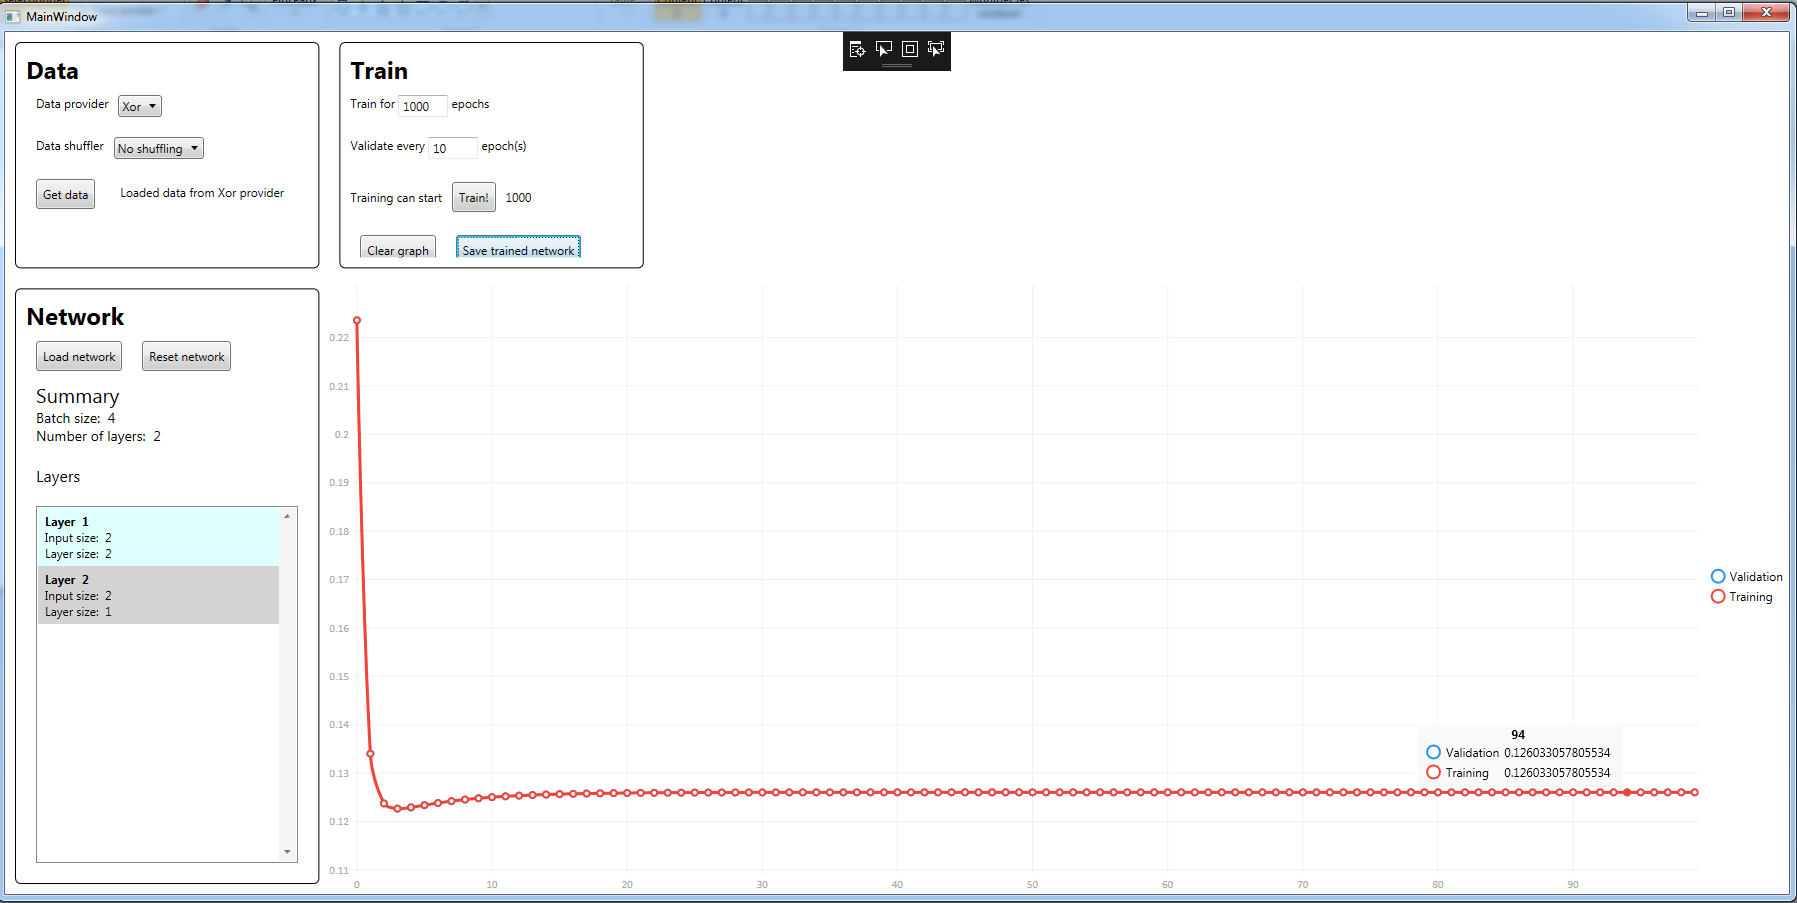 MainWindow
Data
Data provider Xor
Data shuffler No shuffling
Get data Loaded data from Xor provider
Train
Train for 1000 epochs
Validate every 10 epoch(s)
Training can start Train! 1000
Clear graph Save trained network
Network
Load network Reset network
Summary
Batch size: 4
Number of layers: 2
Layers
Layer 1
Input size: 2
Layer size: 2
Layer 2
Input size: 2
Layer size: 1
0.22
0.21
0.2
0.19
0.18
0.17
0.16
0.15
0.14
0.13
0.12
0.11
0 10 20 30 40 50 60 70 80 90
94
Validation 0.126033057805534
Training 0.126033057805534
Validation
Training